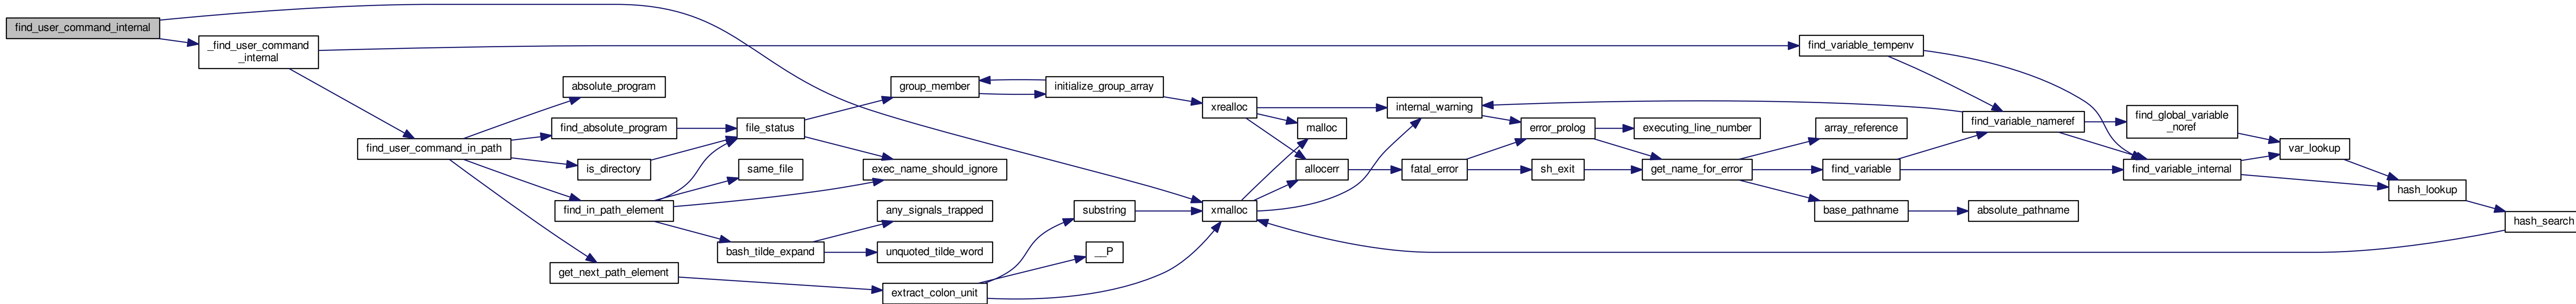 find_user_command_internal
_find_user_command
_internal
find_user_command_in_path
absolute_program
find_absolute_program
is_directory
find_in_path_element
get_next_path_element
file_status
same_file
bash_tilde_expand
group_member
exec_name_should_ignore
any_signals_trapped
unquoted_tilde_word
extract_colon_unit
initialize_group_array
substring
__P
xrealloc
xmalloc
malloc
allocerr
internal_warning
fatal_error
error_prolog
sh_exit
executing_line_number
get_name_for_error
find_variable_tempenv
array_reference
find_variable
base_pathname
find_variable_nameref
absolute_pathname
find_global_variable
_noref
find_variable_internal
var_lookup
hash_lookup
hash_search